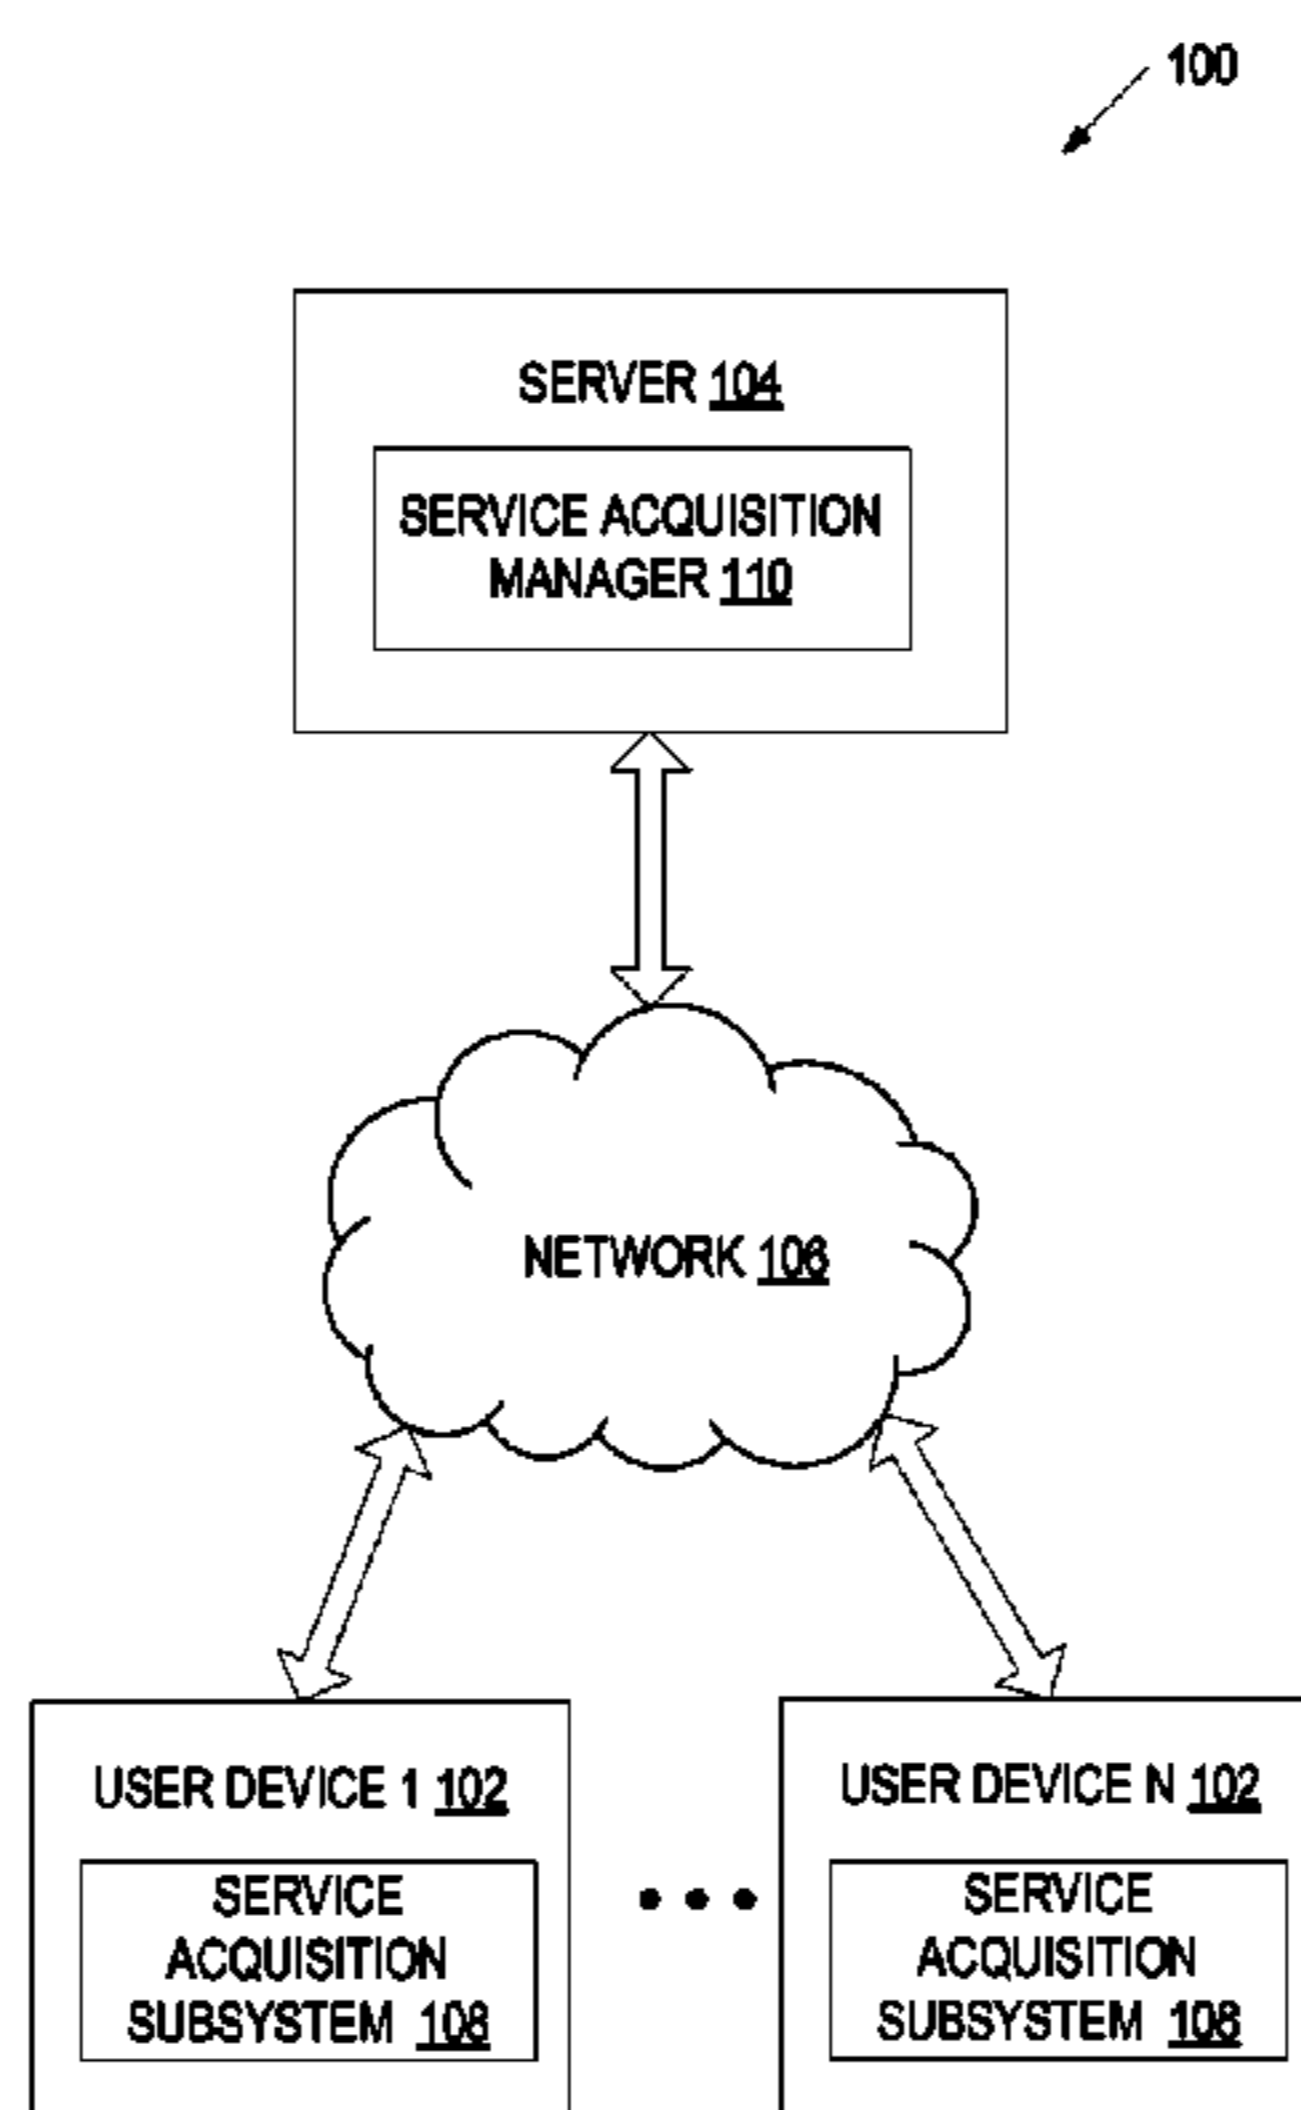 100
SERVER 104
SERVICE ACQUISITION
MANAGER 110
NETWORK 106
USER DEVICE 1 102
SERVICE
ACQUISITION
SUBSYSTEM 108
USER DEVICE N 102
SERVICE
ACQUISITION
SUBSYSTEM 108